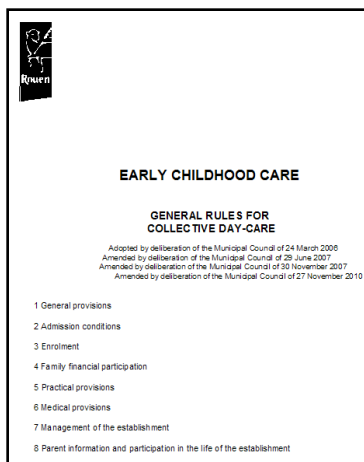 Rouen
EARLY CHILDHOOD CARE
GENERAL RULES FOR
COLLECTIVE DAY-CARE
Adopted by deliberation of the Municipal Council of 24 March 2006
Amended by deliberation of the Municipal Council of 29 June 2007
Amended by deliberation of the Municipal Council of 30 November 2007
Amended by deliberation of the Municipal Council of 27 November 2010
1 General provisions
2 Admission conditions
3 Enrolment
4 Family financial participation
5 Practical provisions
6 Medical provisions
7 Management of the establishment
8 Parent information and participation in the life of the establishment